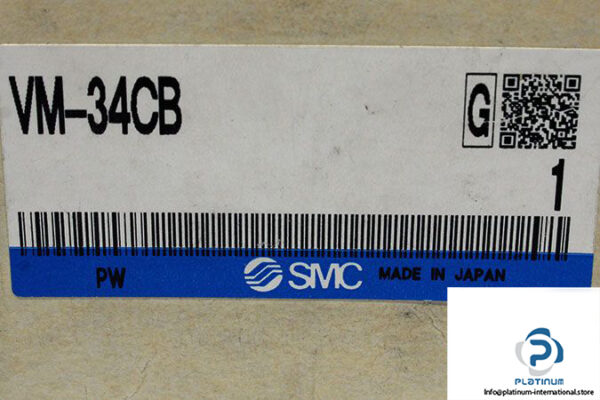 VM-34CB
G
1
PW
SMC MADE IN JAPAN
PLATINUM
Info@platinum-international.store